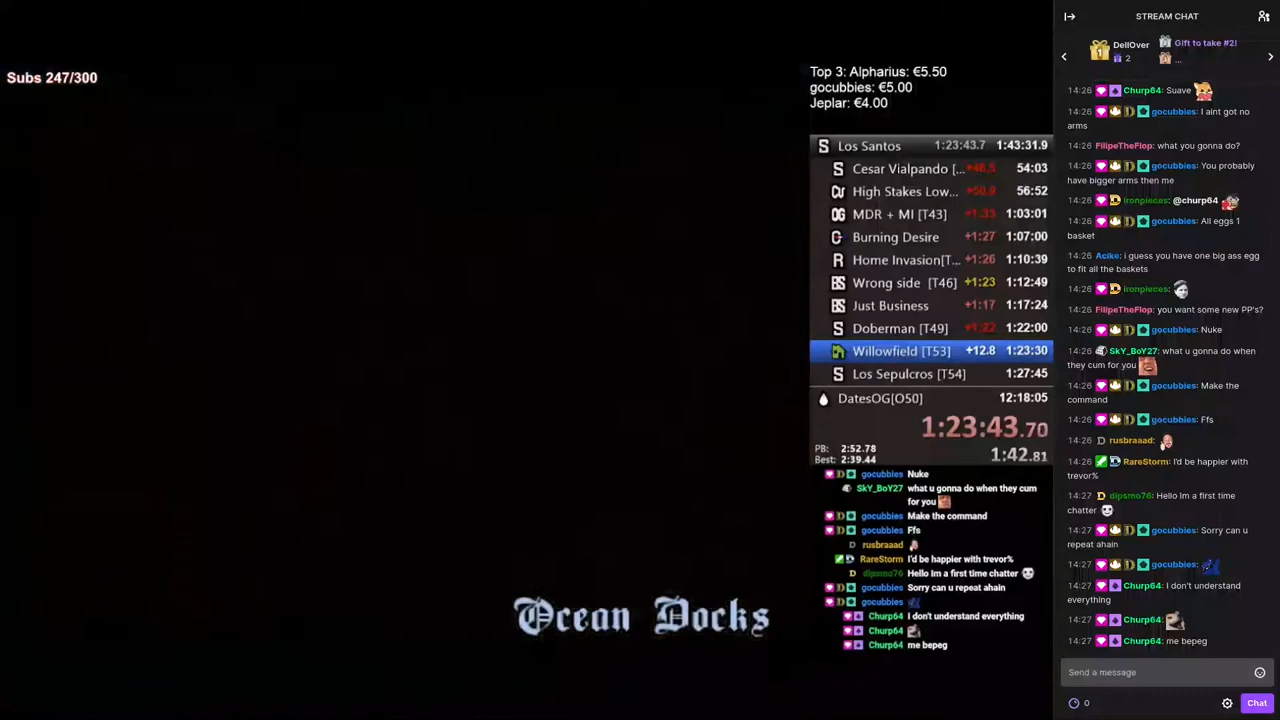 Subs 247/300
Top 3: Alpharius: €5.50
gocubbies: €5.00
Jeplar: €4.00
Los Santos 1:23:43.7 1:43:31.9
Cesar Vialpando [... +46.5 54:03
High Stakes Low... +50.9 56:52
MDR + MI [T43] +1:33 1:03:01
Burning Desire +1:27 1:07:00
Home Invasion[T... +1:26 1:10:39
Wrong side [T46] +1:23 1:12:49
Just Business +1:17 1:17:24
Doberman [T49] +1:22 1:22:00
Willowfield [T53] +12.8 1:23:30
Los Sepulcros [T54] 1:27:45
DatesOG[O50] 12:18:05
1:23:43.70
PB: 2:52.78
Best: 2:39.44
1:42.81
gocubbies Nuke
SkY_BoY27 what u gonna do when they cum
for you
gocubbies Make the command
gocubbies Ffs
rusbraaad
RareStorm I'd be happier with trevor%
dipsmo76 Hello Im a first time chatter
gocubbies Sorry can u repeat ahain
gocubbies
Churp64 I don't understand everything
Churp64
Churp64 me bepeg
Ocean Docks
STREAM CHAT
DellOver
2
Gift to take #2!
...
14:26 Churp64: Suave
14:26 gocubbies: I aint got no
arms
14:26 FilipeTheFlop: what you gonna do?
14:26 gocubbies: You probably
have bigger arms then me
14:26 ironpieces: @churp64
14:26 gocubbies: All eggs 1
basket
14:26 Acike: i guess you have one big ass egg
to fit all the baskets
14:26 ironpieces:
14:26 FilipeTheFlop: you want some new PP's?
14:26 gocubbies: Nuke
14:26 SkY_BoY27: what u gonna do when
they cum for you
14:26 gocubbies: Make the
command
14:26 gocubbies: Ffs
14:26 rusbraaad:
14:26 RareStorm: I'd be happier with
trevor%
14:27 dipsmo76: Hello Im a first time
chatter
14:27 gocubbies: Sorry can u
repeat ahain
14:27 gocubbies:
14:27 Churp64: I don't understand
everything
14:27 Churp64:
14:27 Churp64: me bepeg
Send a message
0
Chat